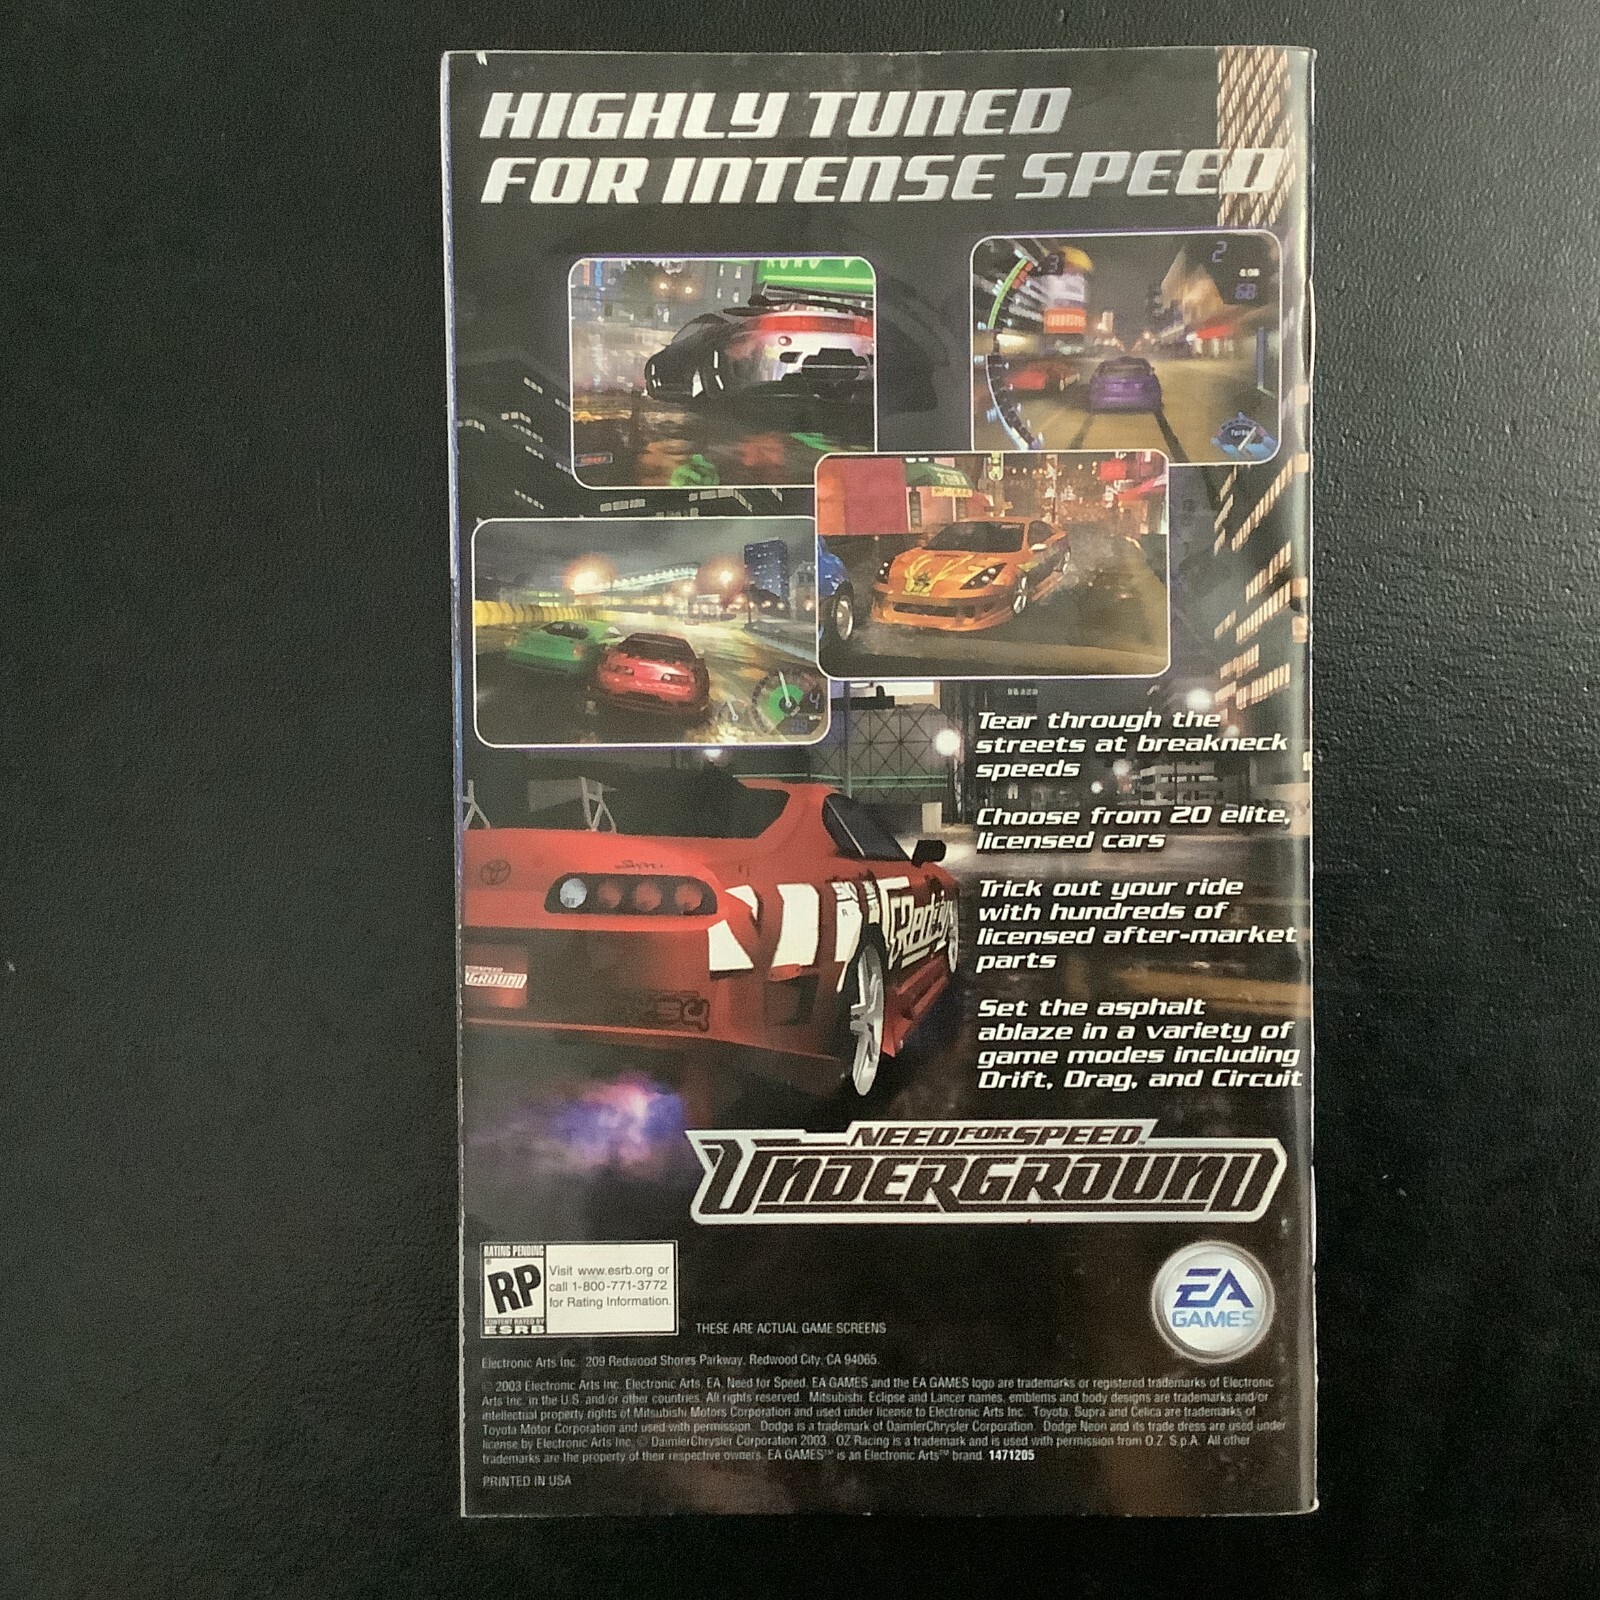 HIGHLY TUNED
FOR INTENSE SPEED
3
2
68
Turbo
4
Tear through the
streets at breakneck
speeds
Choose from 20 elite,
licensed cars
Trick out your ride
with hundreds of
licensed after-market
parts
Set the asphalt
ablaze in a variety of
game modes including
Drift, Drag, and Circuit
Supra
NEED FOR SPEED™
UNDERGROUND
RATING PENDING
RP
CONTENT RATED BY
ESRB
Visit www.esrb.org or
call 1-800-771-3772
for Rating Information.
THESE ARE ACTUAL GAME SCREENS
EA
GAMES
Electronic Arts Inc. 209 Redwood Shores Parkway, Redwood City, CA 94065.
© 2003 Electronic Arts Inc. Electronic Arts, EA, Need for Speed, EA GAMES and the EA GAMES logo are trademarks or registered trademarks of Electronic
Arts Inc. in the U.S. and/or other countries. All rights reserved. Mitsubishi, Eclipse and Lancer names, emblems and body designs are trademarks and/or
intellectual property rights of Mitsubishi Motors Corporation and used under license to Electronic Arts Inc. Toyota, Supra and Celica are trademarks of
Toyota Motor Corporation and used with permission. Dodge is a trademark of DaimlerChrysler Corporation. Dodge Neon and its trade dress are used under
license by Electronic Arts Inc. © DaimlerChrysler Corporation 2003. OZ Racing is a trademark and is used with permission from O.Z. S.p.A. All other
trademarks are the property of their respective owners. EA GAMES™ is an Electronic Arts™ brand. 1471205
PRINTED IN USA